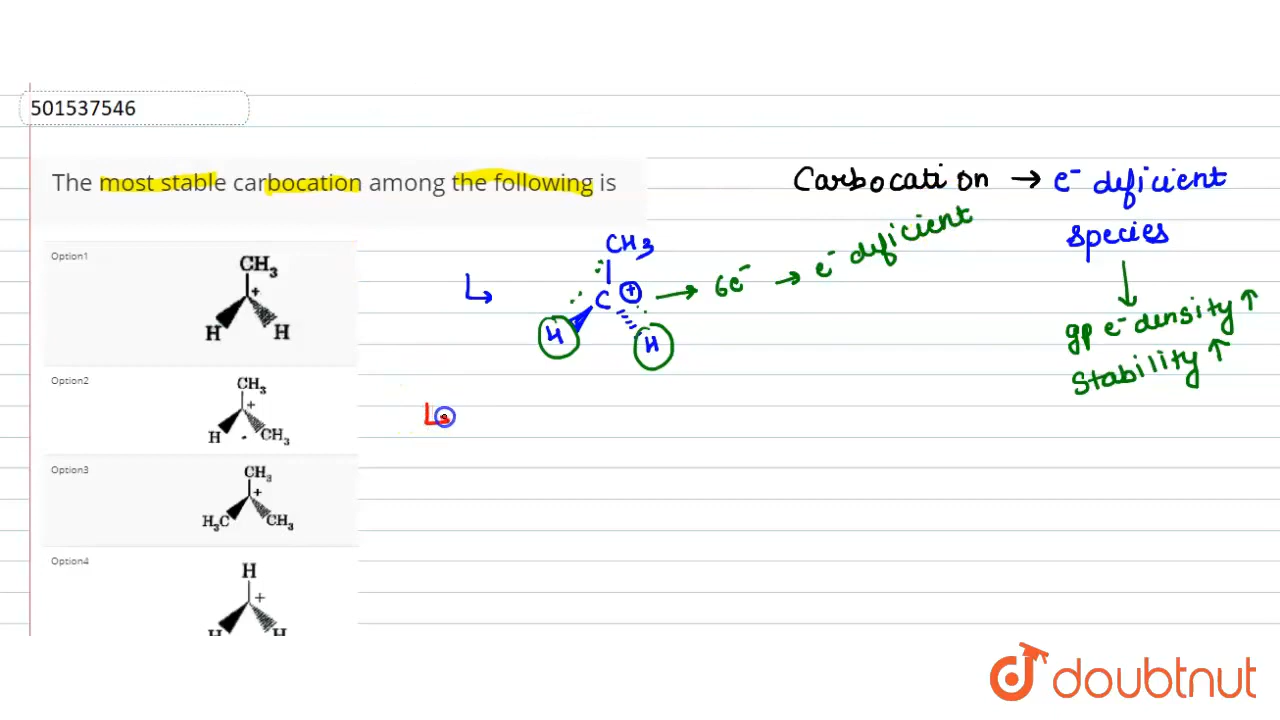 501537546
The most stable carbocation among the following is
Carbocation → e⁻ deficient
species
gp e⁻ density ↑
Stability ↑
CH3
C +
H
H
→ 6e⁻ → e⁻ deficient
Option1
CH3
+
H
H
Option2
CH3
+
H
CH3
Option3
CH3
+
H3C
CH3
Option4
H
+
H
H
doubtnut